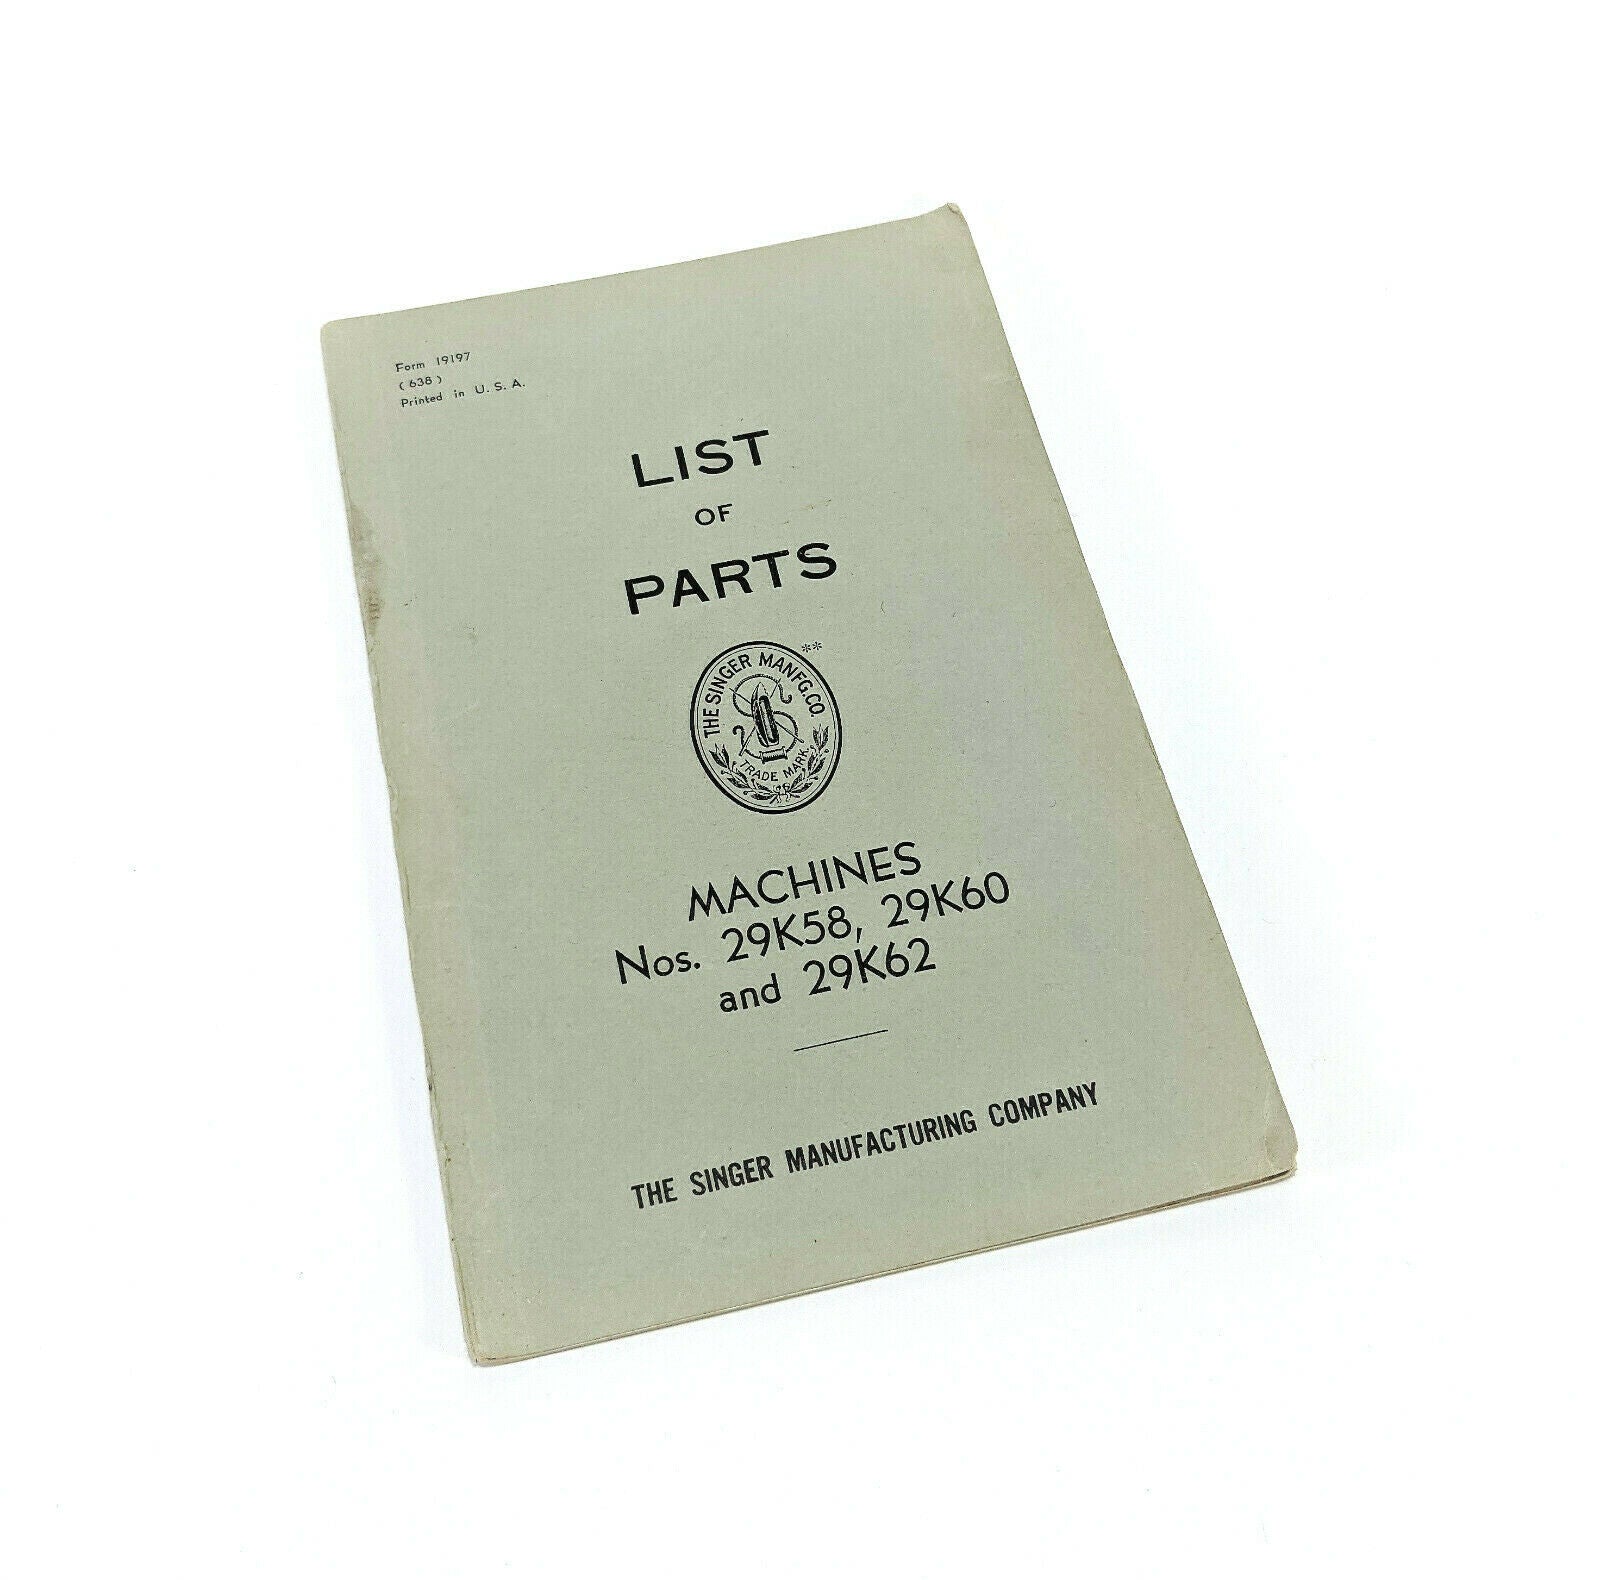 Form 19197
(638)
Printed in U. S. A.
LIST
OF
PARTS
**
THE SINGER MANFG. CO.
TRADE MARK.
MACHINES
Nos. 29K58, 29K60
and 29K62
THE SINGER MANUFACTURING COMPANY